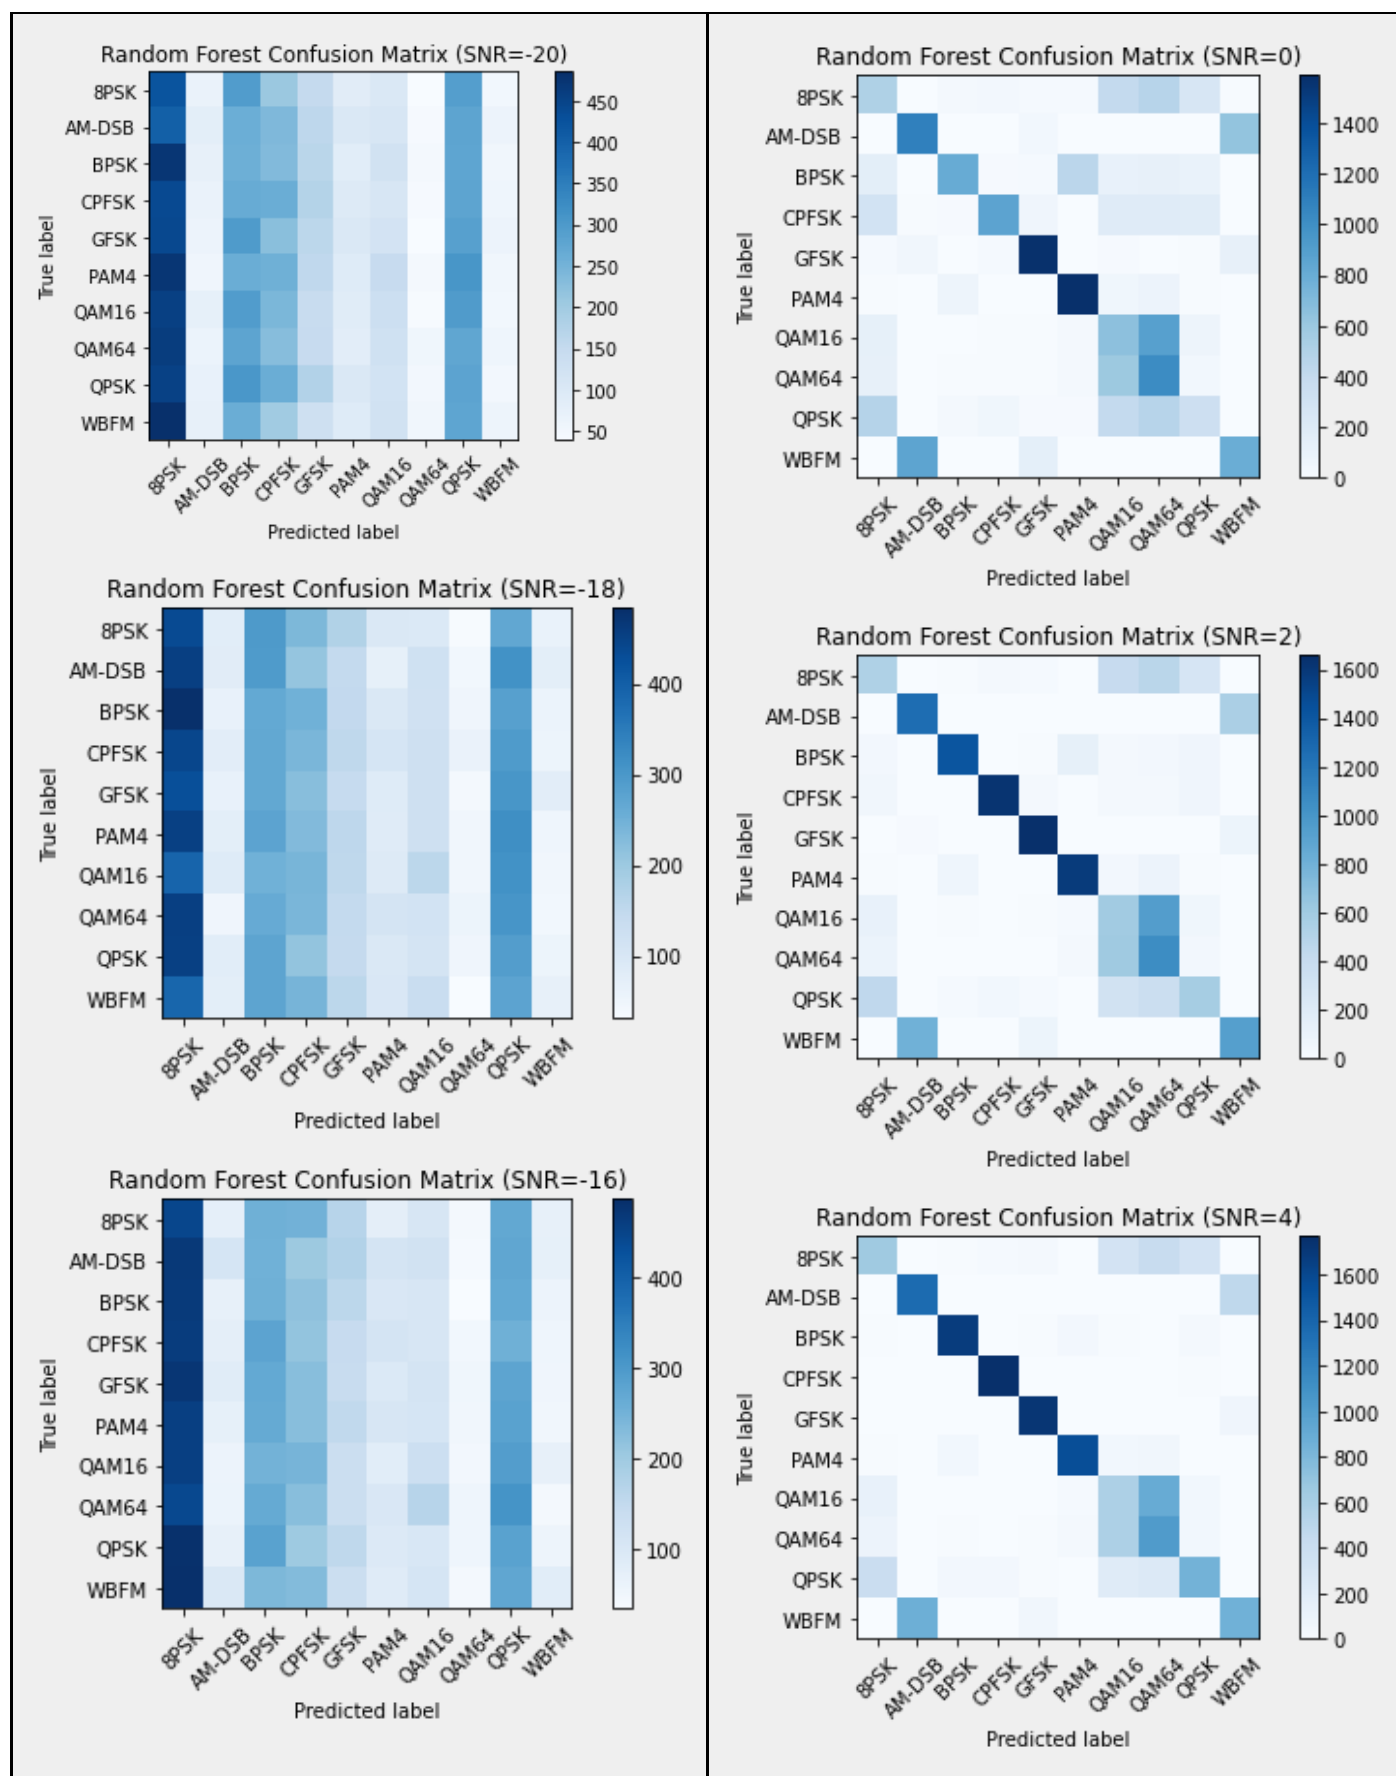 Random Forest Confusion Matrix (SNR=-20)
8PSK
AM-DSB
BPSK
CPFSK
GFSK
PAM4
QAM16
QAM64
QPSK
WBFM
True label
8PSK AM-DSB BPSK CPFSK GFSK PAM4 QAM16 QAM64 QPSK WBFM
Predicted label
450
400
350
300
250
200
150
100
50
Random Forest Confusion Matrix (SNR=-18)
8PSK
AM-DSB
BPSK
CPFSK
GFSK
PAM4
QAM16
QAM64
QPSK
WBFM
True label
8PSK AM-DSB BPSK CPFSK GFSK PAM4 QAM16 QAM64 QPSK WBFM
Predicted label
400
300
200
100
Random Forest Confusion Matrix (SNR=-16)
8PSK
AM-DSB
BPSK
CPFSK
GFSK
PAM4
QAM16
QAM64
QPSK
WBFM
True label
8PSK AM-DSB BPSK CPFSK GFSK PAM4 QAM16 QAM64 QPSK WBFM
Predicted label
400
300
200
100
Random Forest Confusion Matrix (SNR=0)
8PSK
AM-DSB
BPSK
CPFSK
GFSK
PAM4
QAM16
QAM64
QPSK
WBFM
True label
8PSK AM-DSB BPSK CPFSK GFSK PAM4 QAM16 QAM64 QPSK WBFM
Predicted label
1400
1200
1000
800
600
400
200
0
Random Forest Confusion Matrix (SNR=2)
8PSK
AM-DSB
BPSK
CPFSK
GFSK
PAM4
QAM16
QAM64
QPSK
WBFM
True label
8PSK AM-DSB BPSK CPFSK GFSK PAM4 QAM16 QAM64 QPSK WBFM
Predicted label
1600
1400
1200
1000
800
600
400
200
0
Random Forest Confusion Matrix (SNR=4)
8PSK
AM-DSB
BPSK
CPFSK
GFSK
PAM4
QAM16
QAM64
QPSK
WBFM
True label
8PSK AM-DSB BPSK CPFSK GFSK PAM4 QAM16 QAM64 QPSK WBFM
Predicted label
1600
1400
1200
1000
800
600
400
200
0